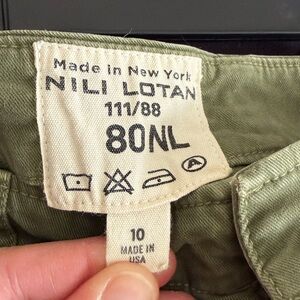 Made in New York
NILI LOTAN
111/88
80NL
A
10
MADE IN
USA